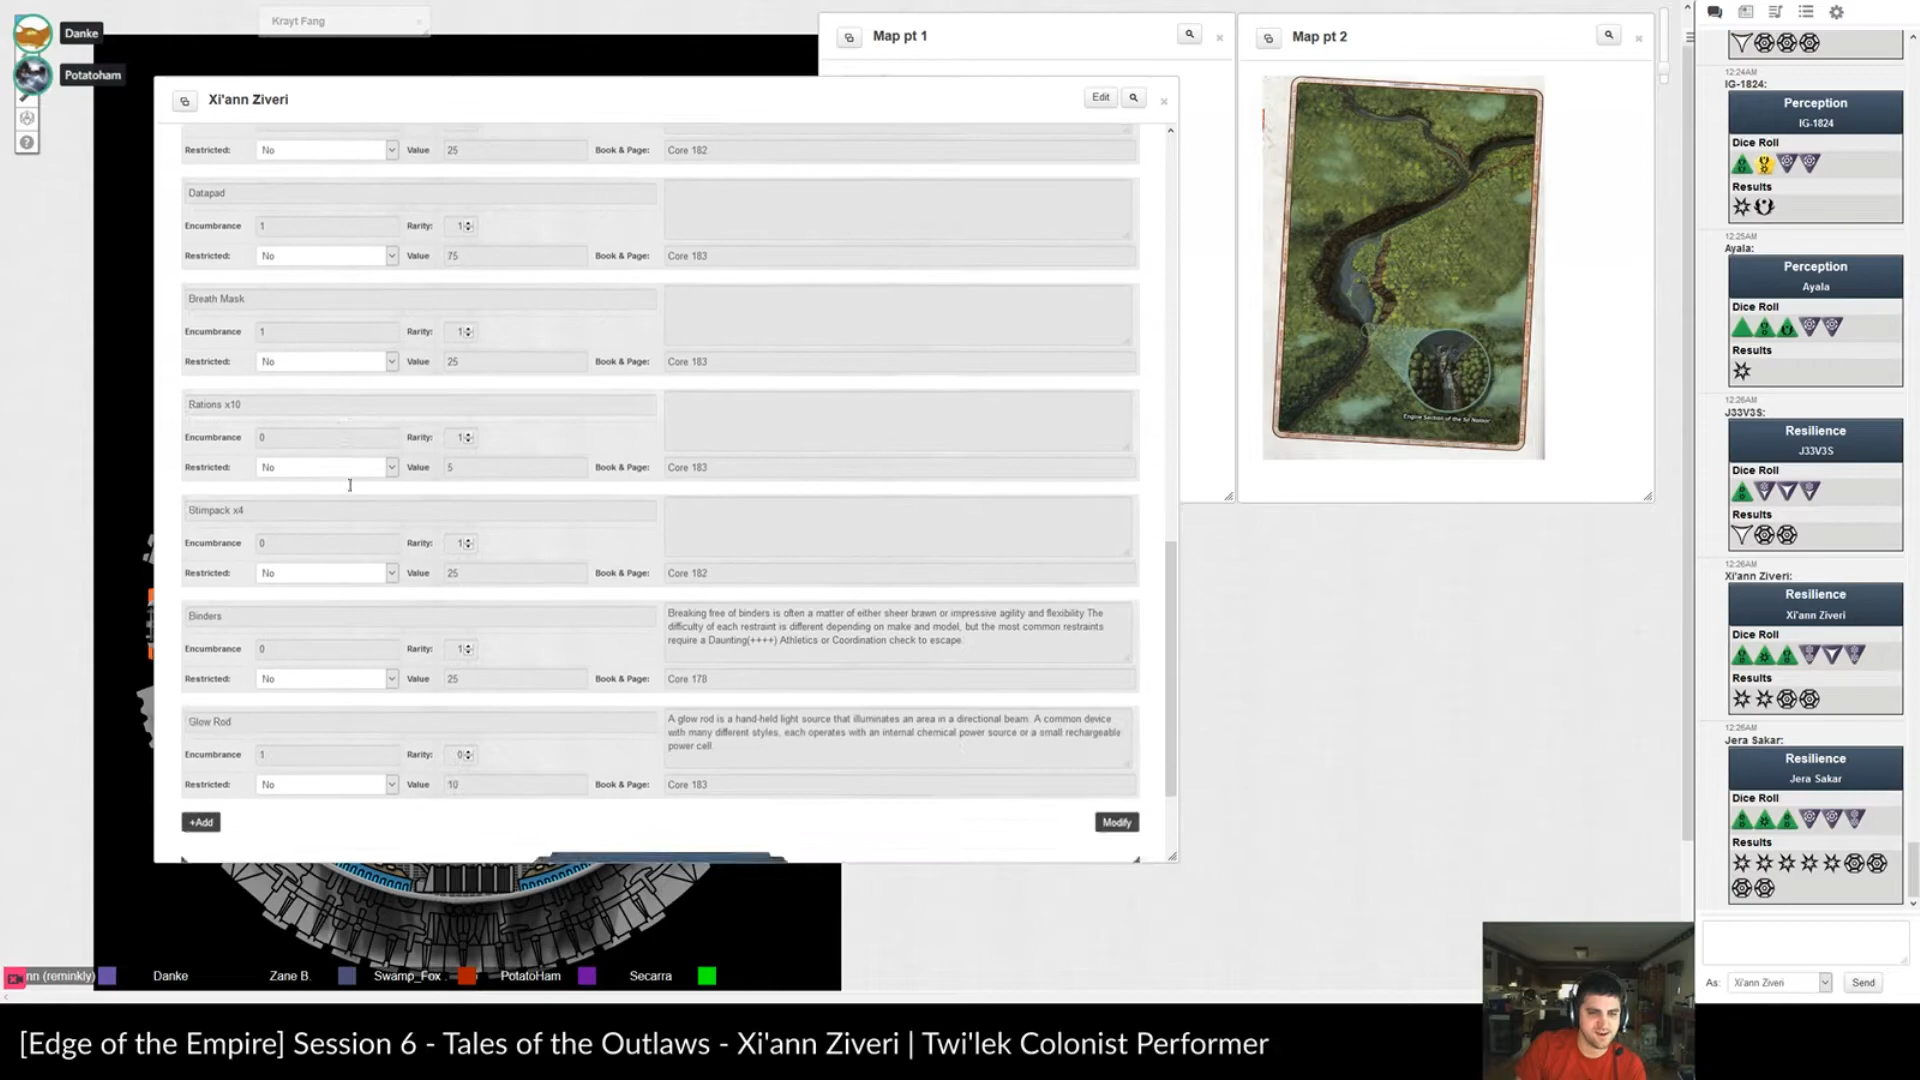 Krayt Fang
Danke
Potatoham
Map pt 1
Map pt 2
Xi'ann Ziveri
Edit
Restricted: No Value 25 Book & Page: Core 182
Datapad
Encumbrance 1 Rarity: 1
Restricted: No Value 75 Book & Page: Core 183
Breath Mask
Encumbrance 1 Rarity: 1
Restricted: No Value 25 Book & Page: Core 183
Rations x10
Encumbrance 0 Rarity: 1
Restricted: No Value 5 Book & Page: Core 183
Stimpack x4
Encumbrance 0 Rarity: 1
Restricted: No Value 25 Book & Page: Core 182
Binders
Breaking free of binders is often a matter of either sheer brawn or impressive agility and flexibility The
difficulty of each restraint is different depending on make and model, but the most common restraints
require a Daunting(++++) Athletics or Coordination check to escape.
Encumbrance 0 Rarity: 1
Restricted: No Value 25 Book & Page: Core 178
Glow Rod
A glow rod is a hand-held light source that illuminates an area in a directional beam. A common device
with many different styles, each operates with an internal chemical power source or a small rechargeable
power cell.
Encumbrance 1 Rarity: 0
Restricted: No Value 10 Book & Page: Core 183
+Add
Modify
Engine Section of the Sa Nalaor
12:24AM
IG-1824:
Perception
IG-1824
Dice Roll
Results
12:25AM
Ayala:
Perception
Ayala
Dice Roll
Results
12:26AM
J33V3S:
Resilience
J33V3S
Dice Roll
Results
12:26AM
Xi'ann Ziveri:
Resilience
Xi'ann Ziveri
Dice Roll
Results
12:26AM
Jera Sakar:
Resilience
Jera Sakar
Dice Roll
Results
As: Xi'ann Ziveri Send
nn (reminkly) Danke Zane B. Swamp_Fox . PotatoHam Secarra
[Edge of the Empire] Session 6 - Tales of the Outlaws - Xi'ann Ziveri | Twi'lek Colonist Performer